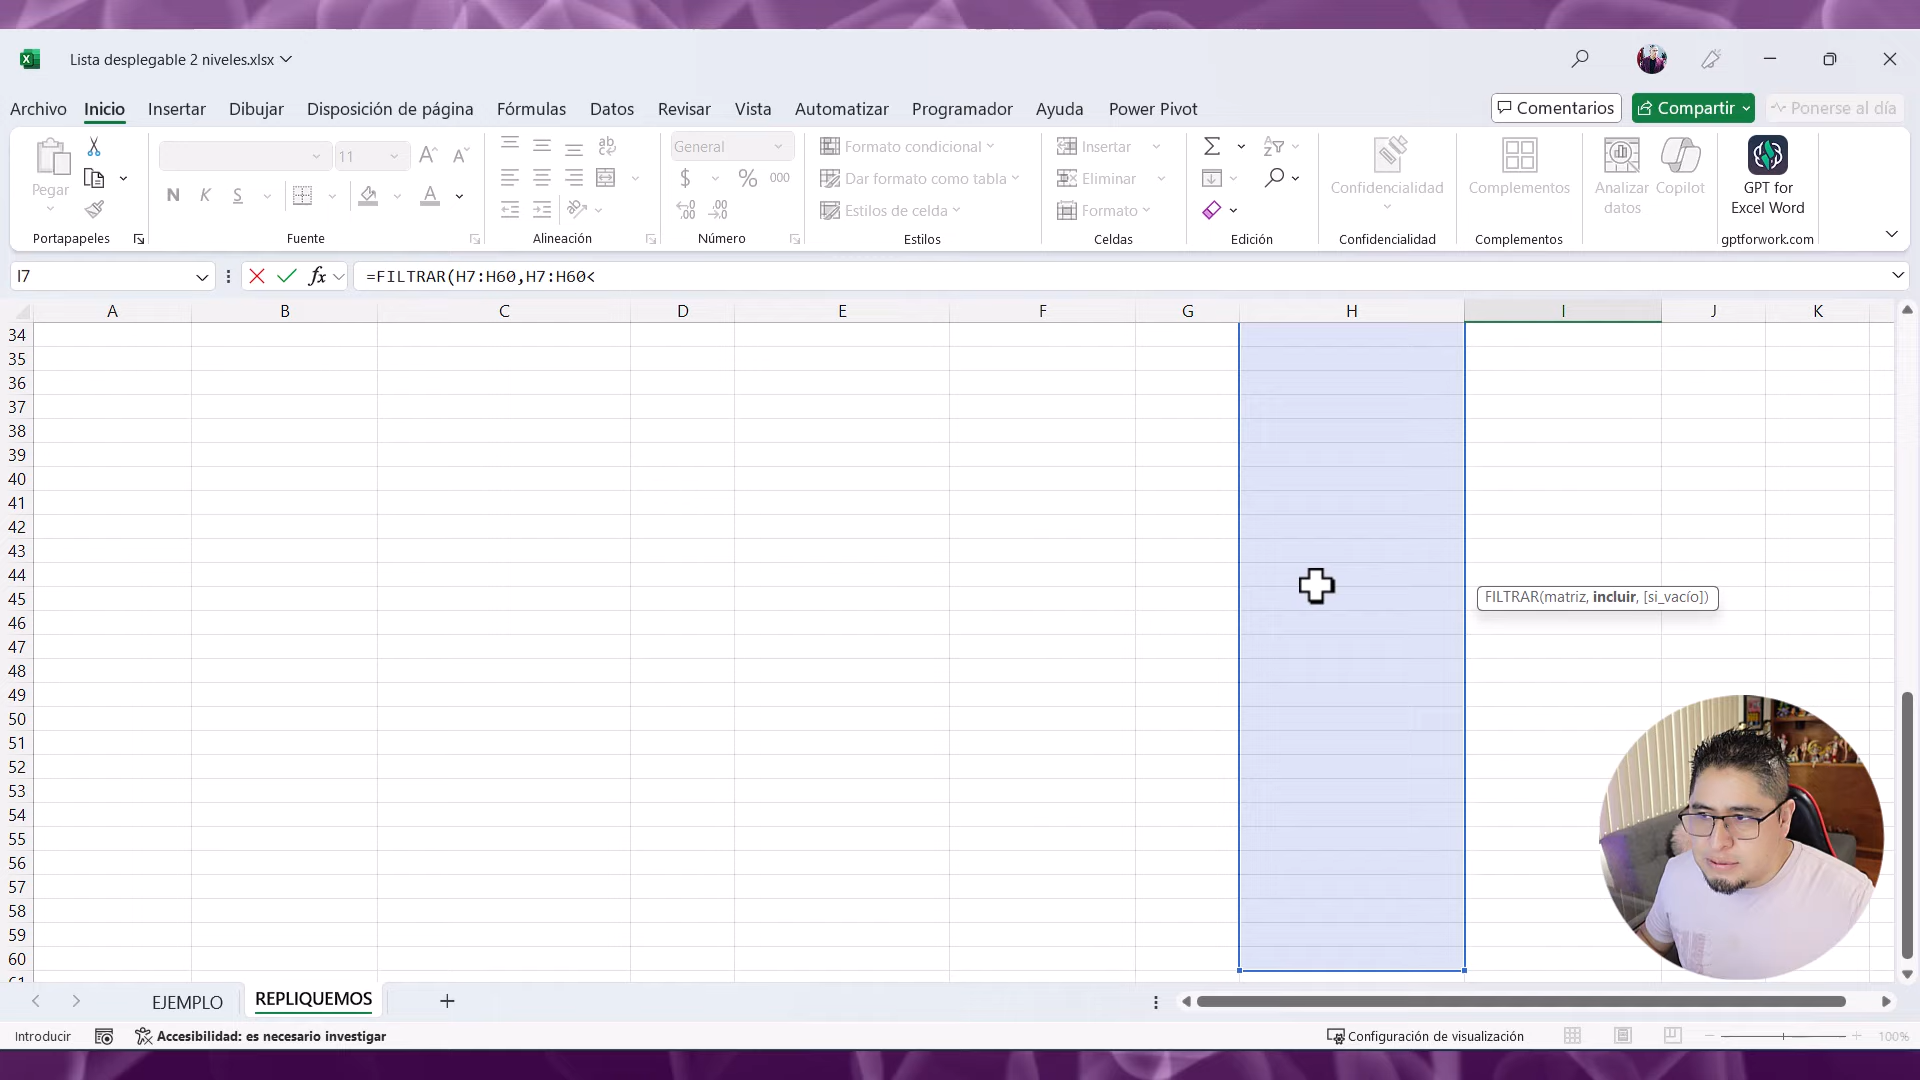 Lista desplegable 2 niveles.xlsx
Archivo Inicio Insertar Dibujar Disposición de página Fórmulas Datos Revisar Vista Automatizar Programador Ayuda Power Pivot Comentarios Compartir Ponerse al día
Pegar
Portapapeles
11
N K S
Fuente
ab
Alineación
General
$ % 000
Número
Formato condicional
Dar formato como tabla
Estilos de celda
Estilos
Insertar
Eliminar
Formato
Celdas
Edición
Confidencialidad
Confidencialidad
Complementos
Complementos
Analizar datos
Copilot
GPT for
Excel Word
gptforwork.com
I7 fx =FILTRAR(H7:H60,H7:H60<
A B C D E F G H I J K
34
35
36
37
38
39
40
41
42
43
44
45
FILTRAR(matriz, incluir, [si_vacío])
46
47
48
49
50
51
52
53
54
55
56
57
58
59
60
61
EJEMPLO REPLIQUEMOS
Introducir Accesibilidad: es necesario investigar Configuración de visualización 100%